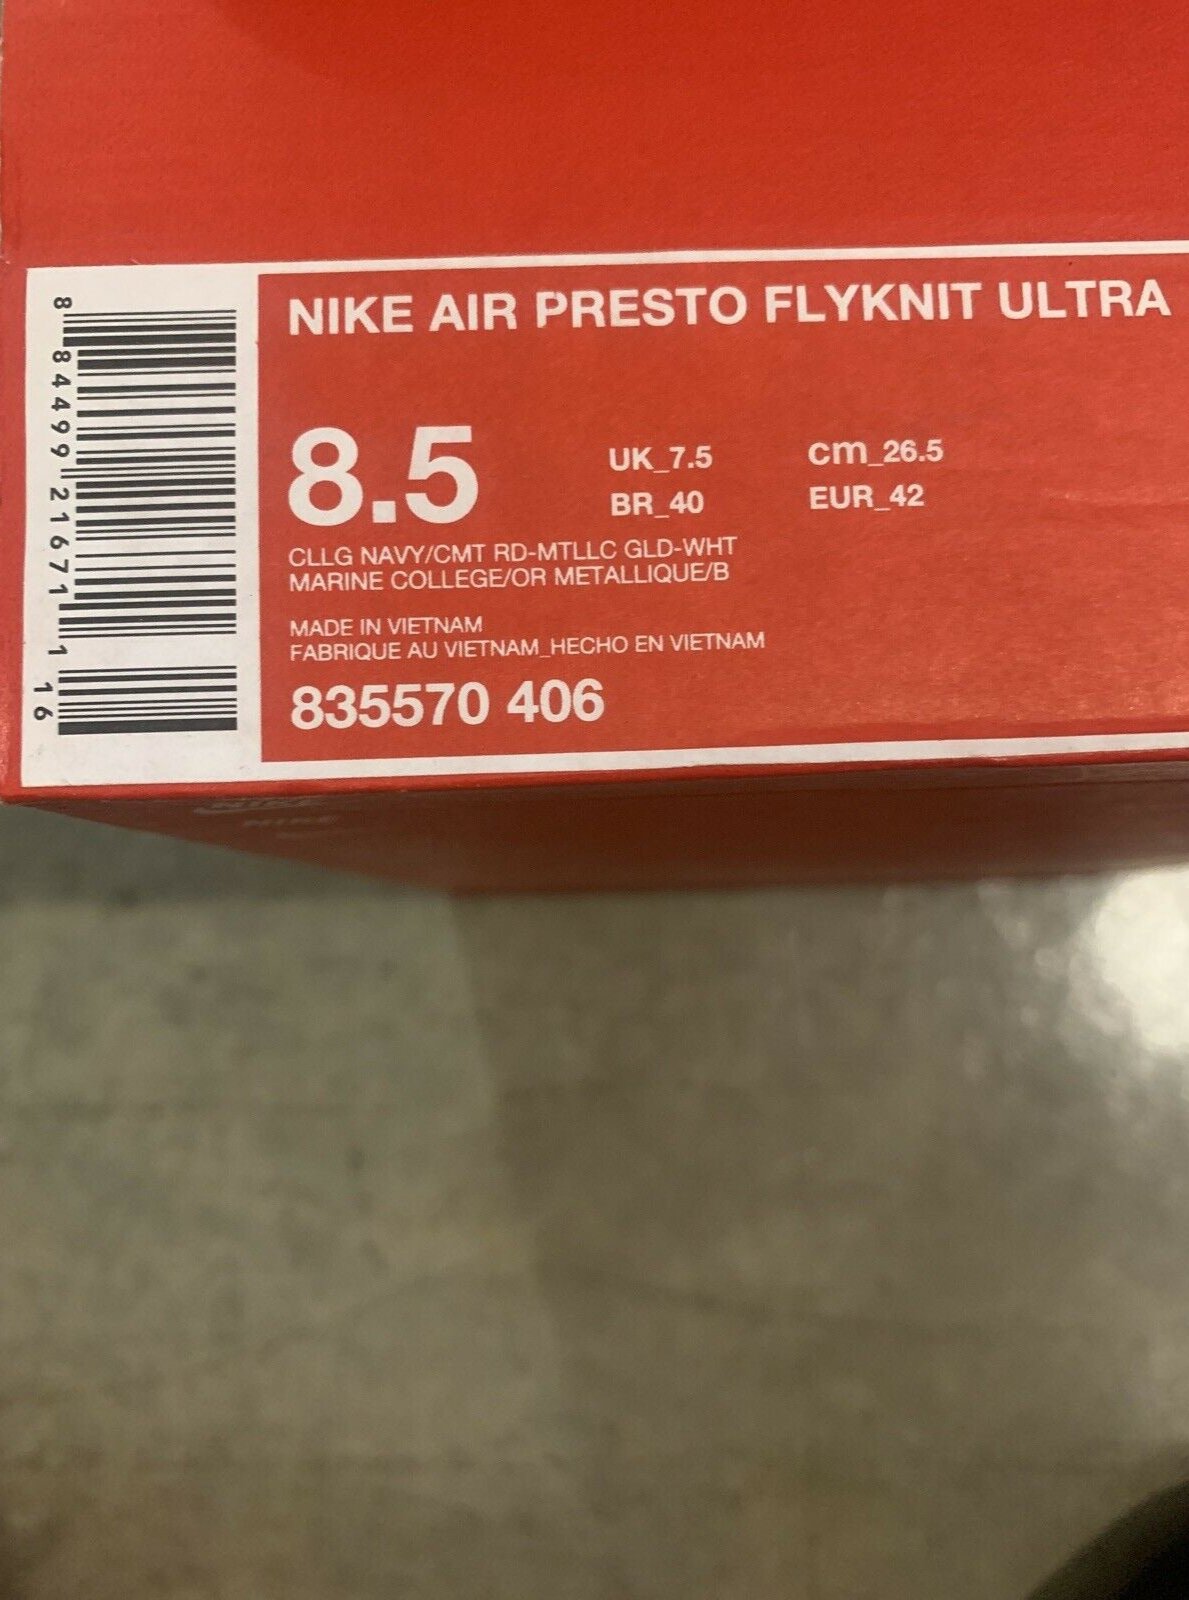 NIKE AIR PRESTO FLYKNIT ULTRA
8.5
UK_7.5 cm_26.5
BR_40 EUR_42
CLLG NAVY/CMT RD-MTLLC GLD-WHT
MARINE COLLEGE/OR METALLIQUE/B
MADE IN VIETNAM
FABRIQUE AU VIETNAM_HECHO EN VIETNAM
835570 406
8 84499 21671 1 16
NIKE
NIKE